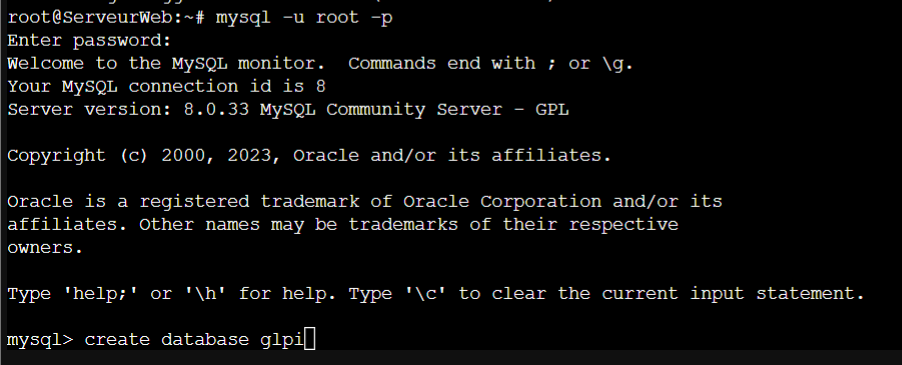 root@ServeurWeb:~# mysql -u root -p
Enter password:
Welcome to the MySQL monitor.  Commands end with ; or \g.
Your MySQL connection id is 8
Server version: 8.0.33 MySQL Community Server - GPL
Copyright (c) 2000, 2023, Oracle and/or its affiliates.
Oracle is a registered trademark of Oracle Corporation and/or its
affiliates. Other names may be trademarks of their respective
owners.
Type 'help;' or '\h' for help. Type '\c' to clear the current input statement.
mysql> create database glpi